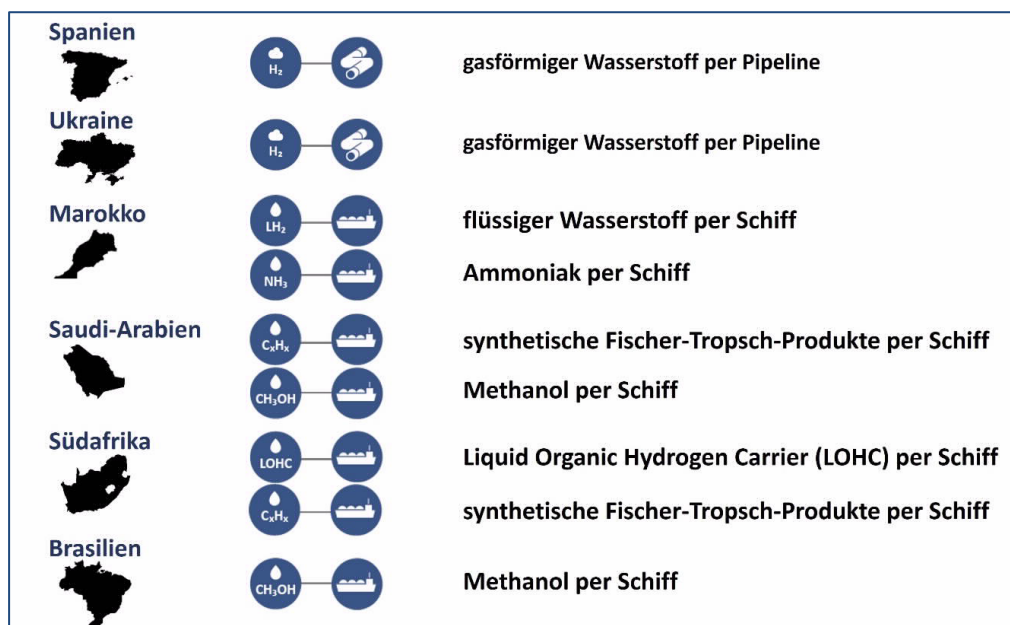 Spanien
H₂
gasförmiger Wasserstoff per Pipeline
Ukraine
H₂
gasförmiger Wasserstoff per Pipeline
Marokko
LH₂
flüssiger Wasserstoff per Schiff
NH₃
Ammoniak per Schiff
Saudi-Arabien
CₓHₓ
synthetische Fischer-Tropsch-Produkte per Schiff
CH₃OH
Methanol per Schiff
Südafrika
LOHC
Liquid Organic Hydrogen Carrier (LOHC) per Schiff
CₓHₓ
synthetische Fischer-Tropsch-Produkte per Schiff
Brasilien
CH₃OH
Methanol per Schiff